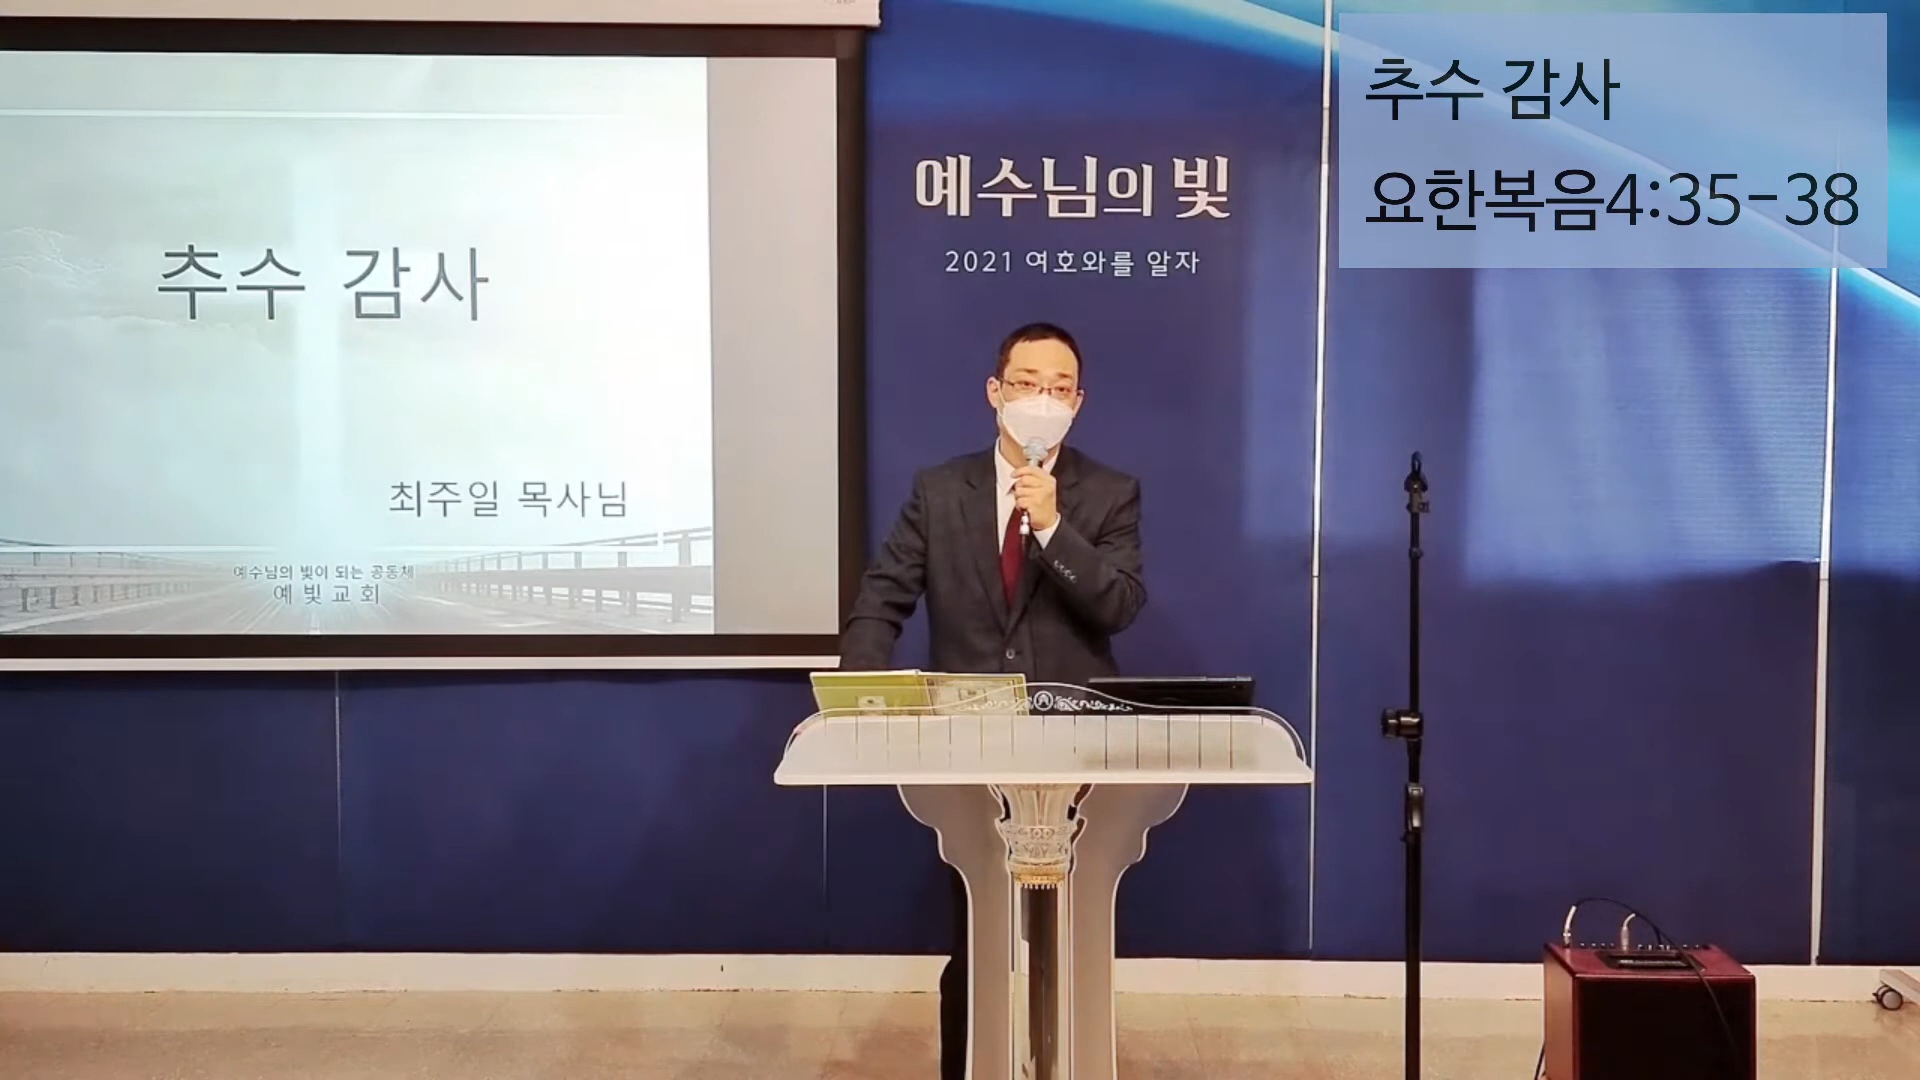 추수 감사
최주일 목사님
예수님의 빛이 되는 공동체
예빛교회
예수님의 빛
2021 여호와를 알자
추수 감사
요한복음4:35-38